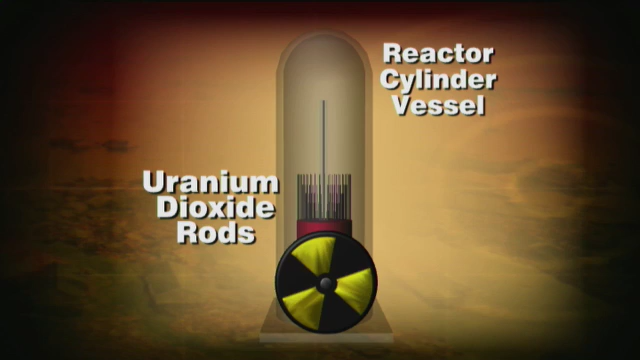 Reactor
Cylinder
Vessel
Uranium
Dioxide
Rods